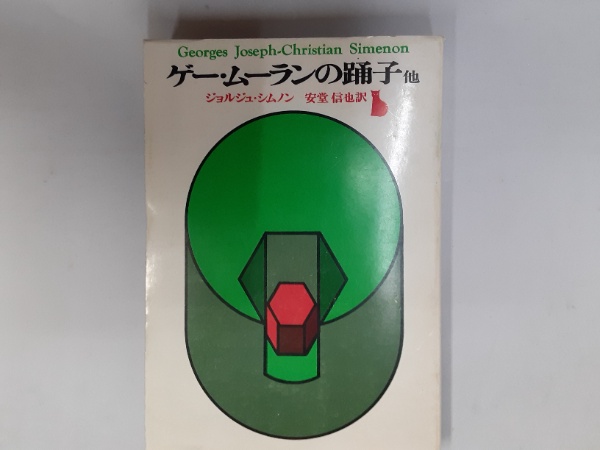 Georges Joseph-Christian Simenon
ゲー・ムーランの踊子他
ジョルジュ・シムノン 安堂信也訳